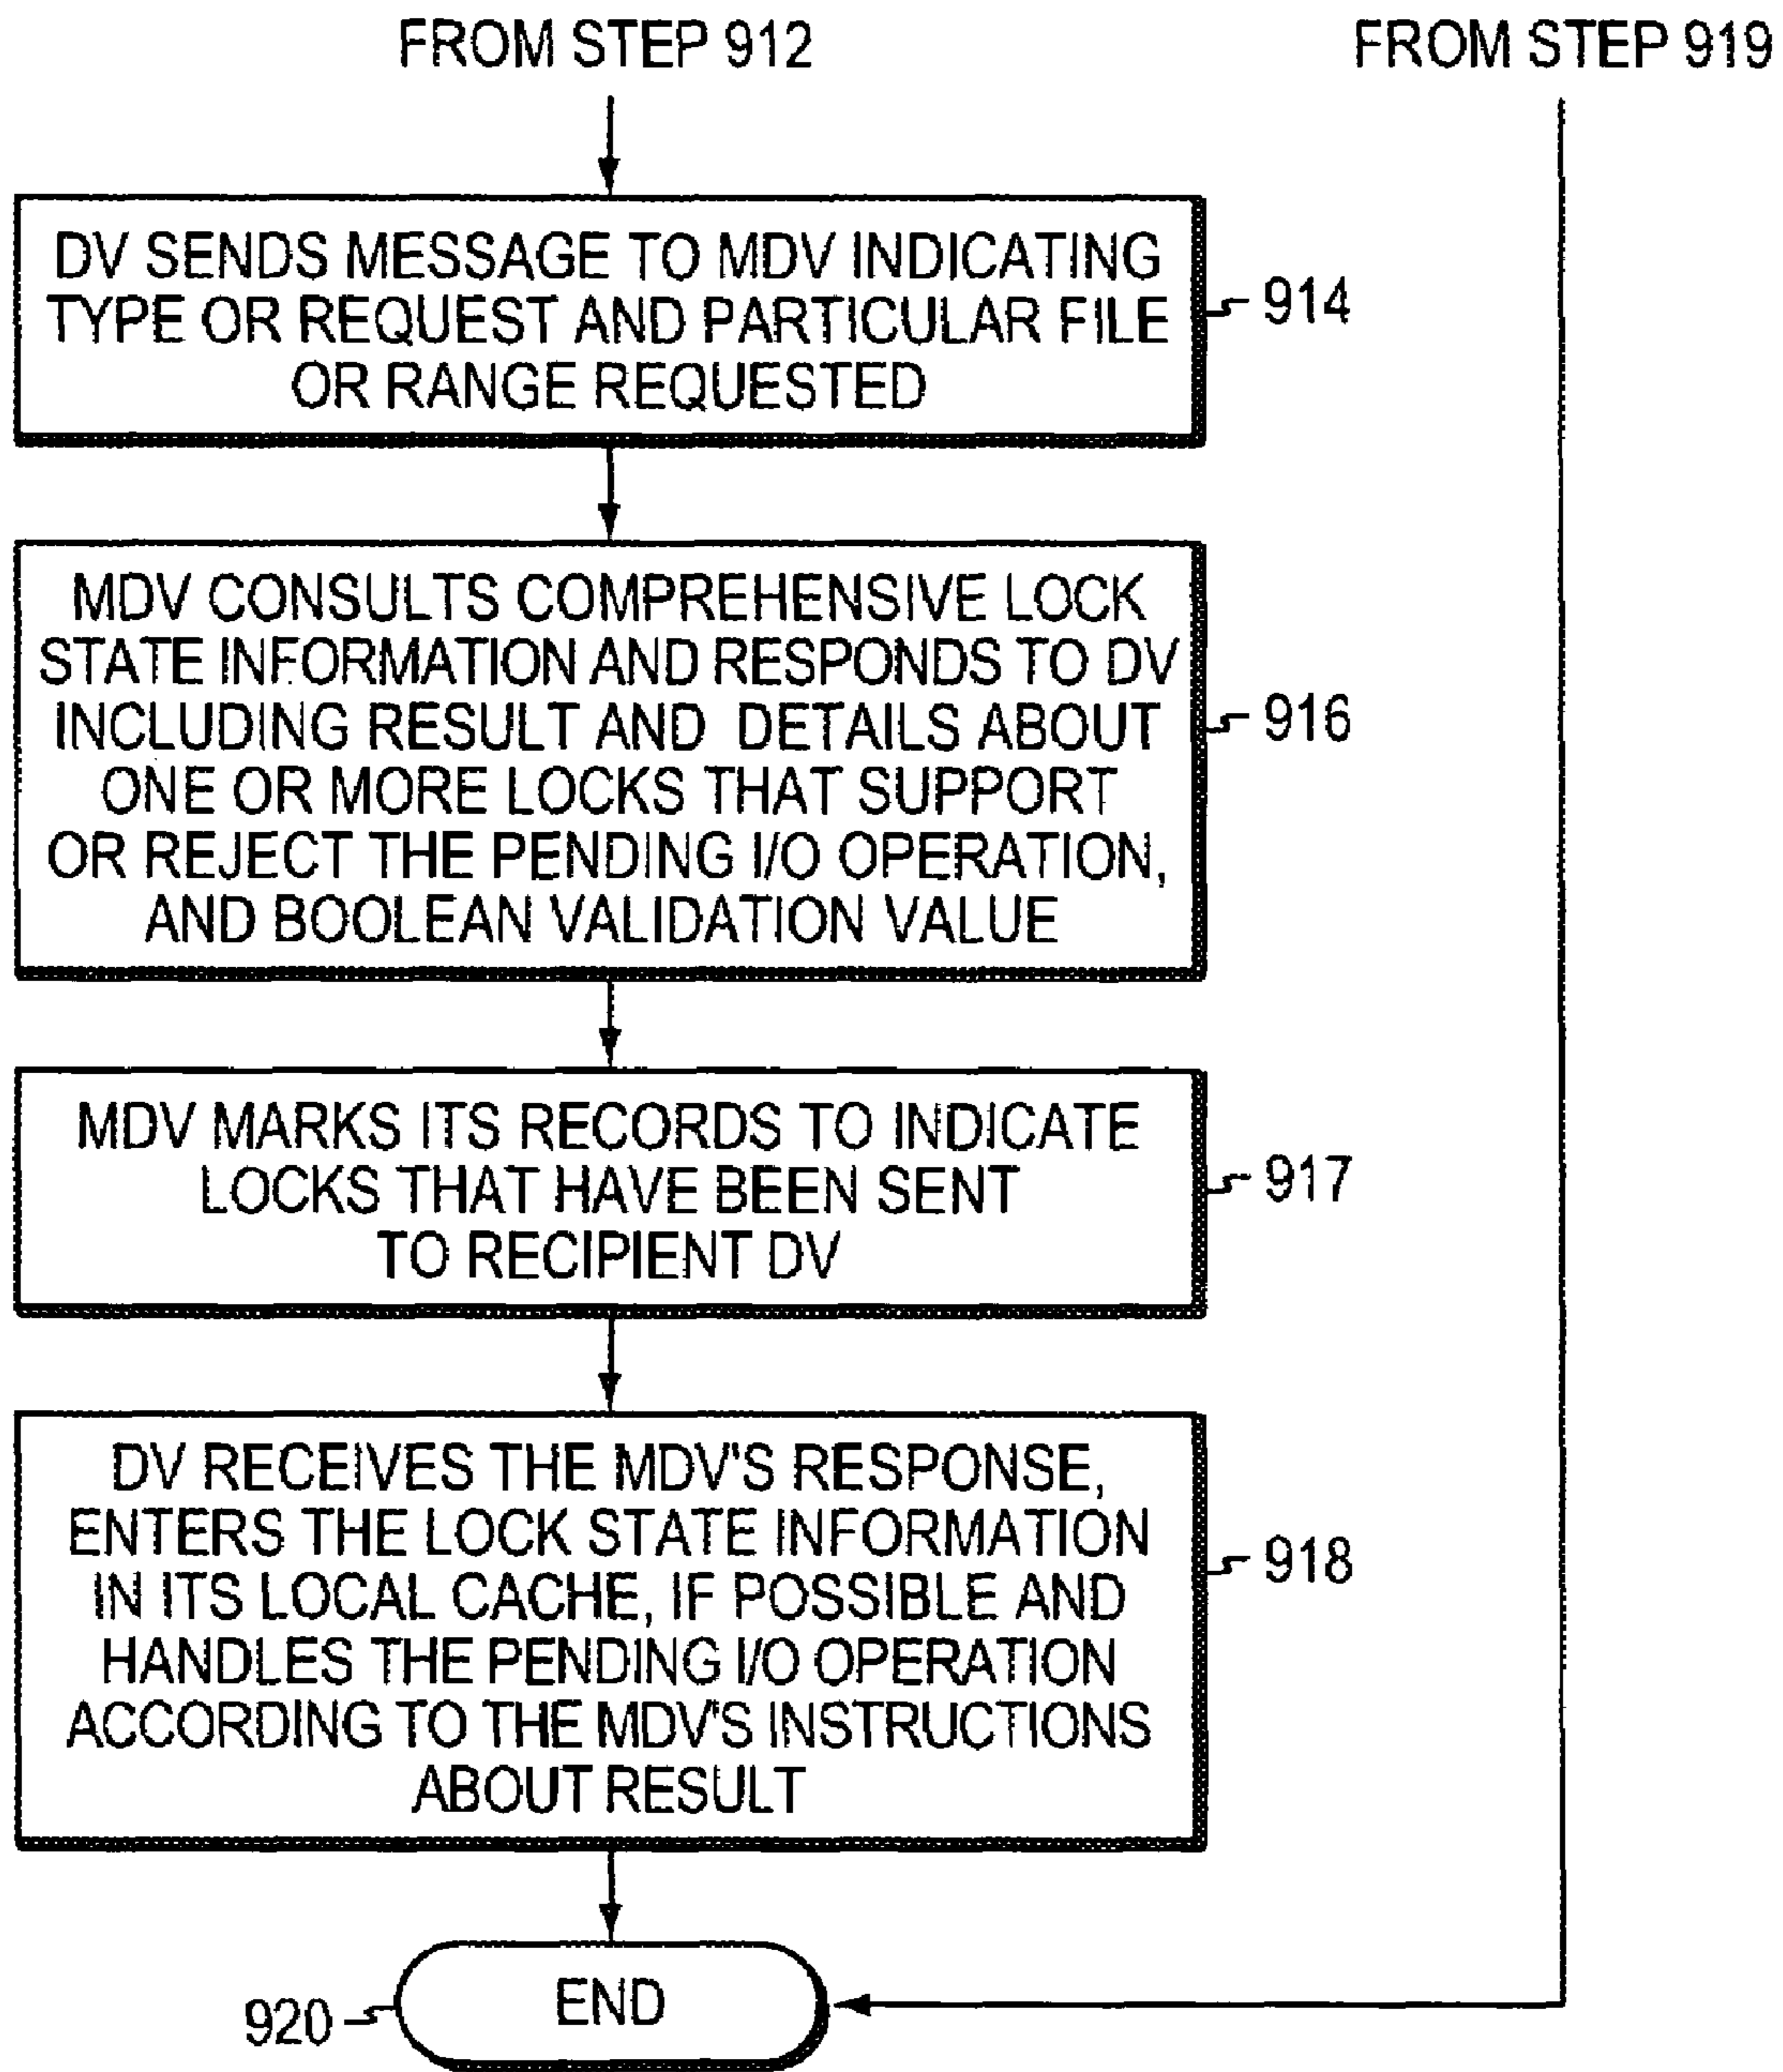 FROM STEP 912
FROM STEP 919
DV SENDS MESSAGE TO MDV INDICATING
TYPE OR REQUEST AND PARTICULAR FILE
OR RANGE REQUESTED
914
MDV CONSULTS COMPREHENSIVE LOCK
STATE INFORMATION AND RESPONDS TO DV
INCLUDING RESULT AND DETAILS ABOUT
ONE OR MORE LOCKS THAT SUPPORT
OR REJECT THE PENDING I/O OPERATION,
AND BOOLEAN VALIDATION VALUE
916
MDV MARKS ITS RECORDS TO INDICATE
LOCKS THAT HAVE BEEN SENT
TO RECIPIENT DV
917
DV RECEIVES THE MDV'S RESPONSE,
ENTERS THE LOCK STATE INFORMATION
IN ITS LOCAL CACHE, IF POSSIBLE AND
HANDLES THE PENDING I/O OPERATION
ACCORDING TO THE MDV'S INSTRUCTIONS
ABOUT RESULT
918
END
920